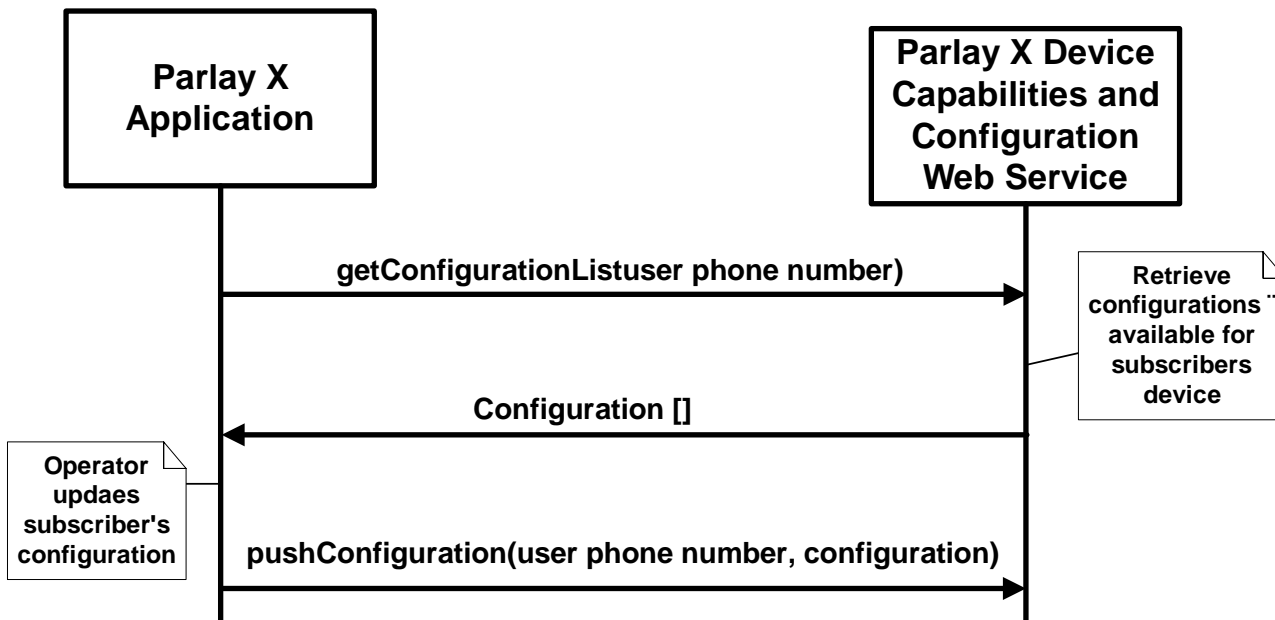 Parlay X
Application
Parlay X Device
Capabilities and
Configuration
Web Service
getConfigurationListuser phone number)
Retrieve
configurations
available for
subscribers
device
..
Configuration []
Operator
updaes
subscriber's
configuration
pushConfiguration(user phone number, configuration)